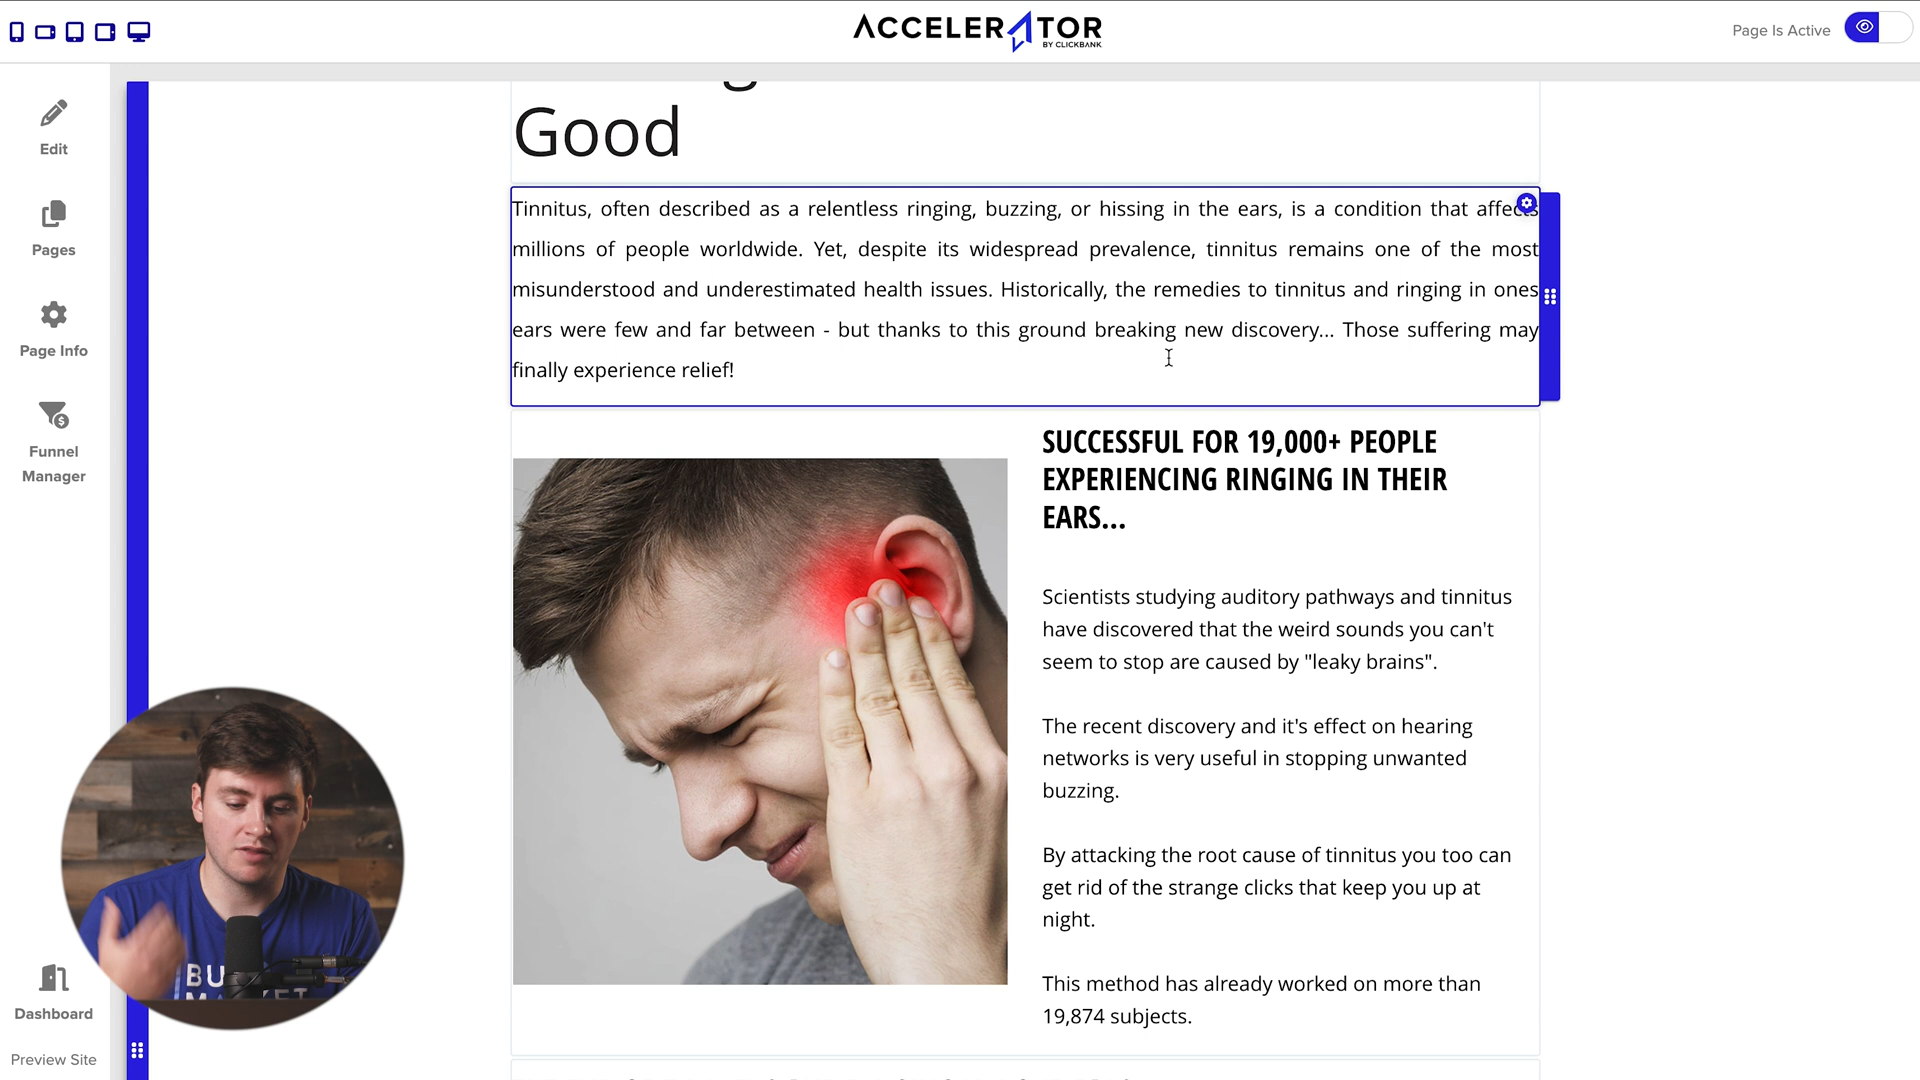 ACCELERATOR
BY CLICKBANK
Page Is Active
Edit
Pages
Page Info
Funnel
Manager
Dashboard
Preview Site
Good
Tinnitus, often described as a relentless ringing, buzzing, or hissing in the ears, is a condition that affects
millions of people worldwide. Yet, despite its widespread prevalence, tinnitus remains one of the most
misunderstood and underestimated health issues. Historically, the remedies to tinnitus and ringing in ones
ears were few and far between - but thanks to this ground breaking new discovery... Those suffering may
finally experience relief!
SUCCESSFUL FOR 19,000+ PEOPLE
EXPERIENCING RINGING IN THEIR
EARS...
Scientists studying auditory pathways and tinnitus
have discovered that the weird sounds you can't
seem to stop are caused by "leaky brains".
The recent discovery and it's effect on hearing
networks is very useful in stopping unwanted
buzzing.
By attacking the root cause of tinnitus you too can
get rid of the strange clicks that keep you up at
night.
This method has already worked on more than
19,874 subjects.